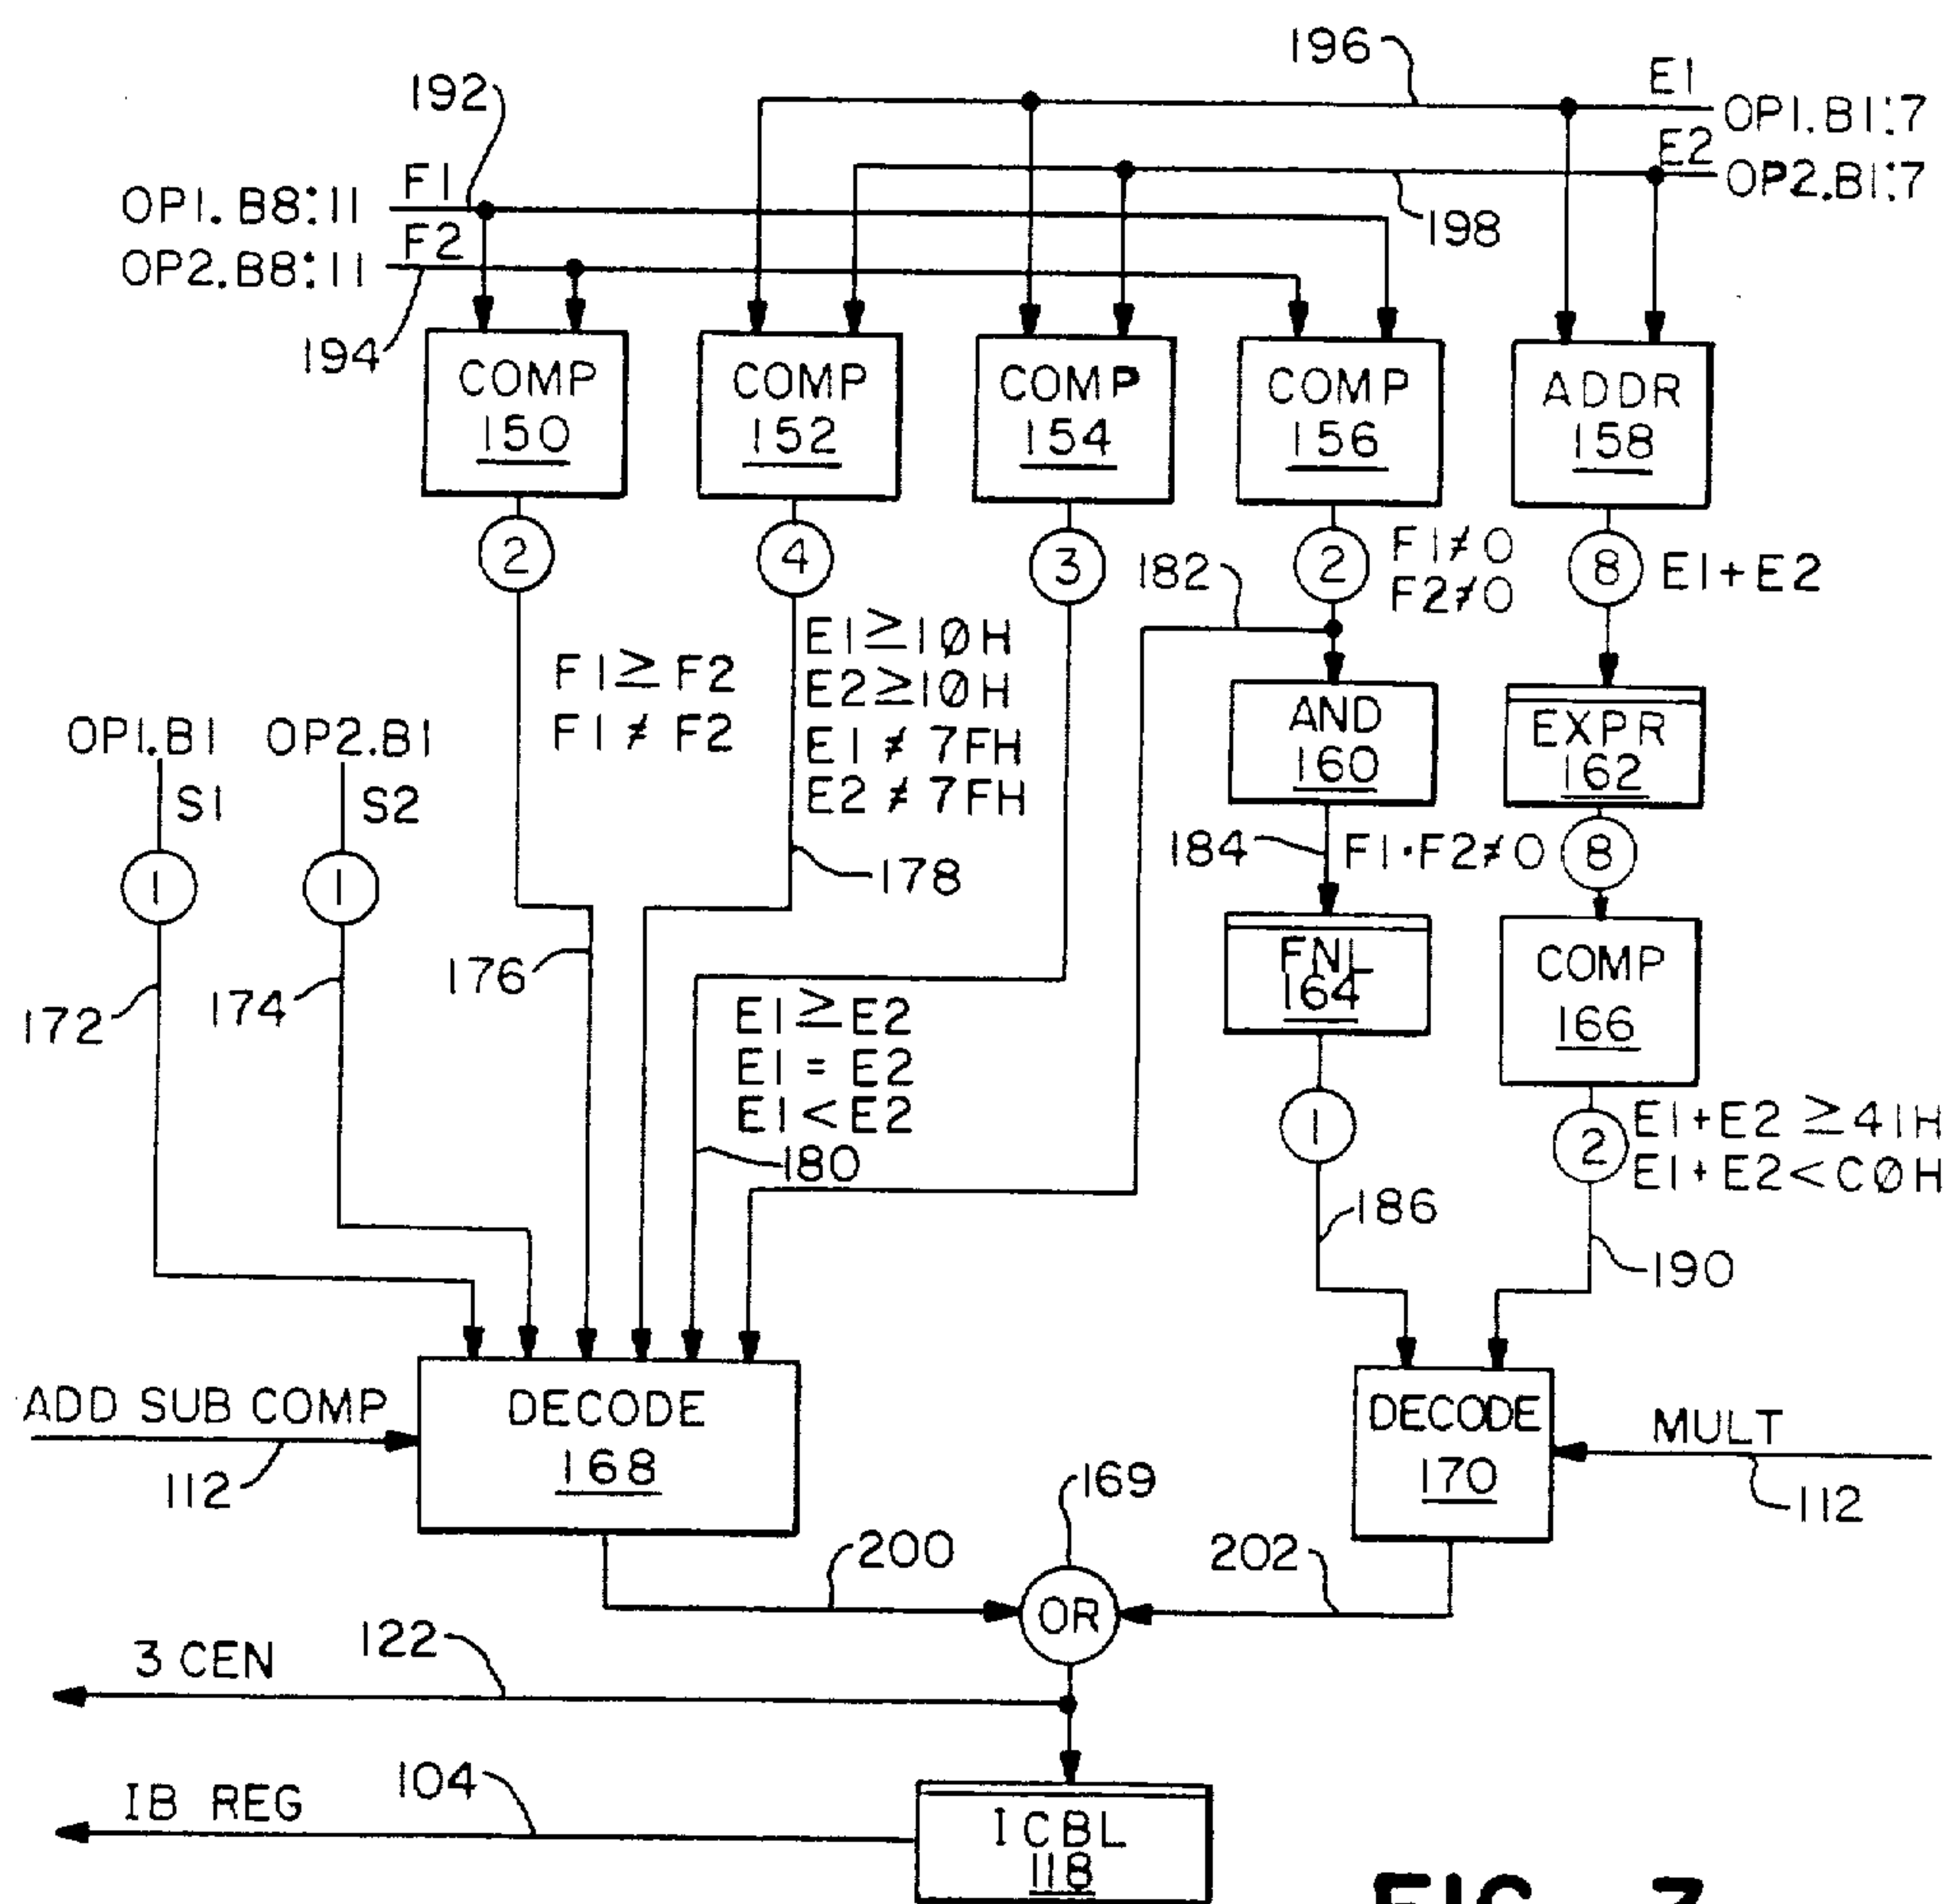 196
E1
OP1.B1:7
192
E2
OP2.B1:7
F1
OP1.B8:11
198
F2
OP2.B8:11
194
COMP
150
COMP
152
COMP
154
COMP
156
ADDR
158
2
4
3
2
F1≠0
F2≠0
8
E1+E2
182
F1≥F2
F1≠F2
E1≥10H
E2≥10H
E1≠7FH
E2≠7FH
AND
160
EXPR
162
OP1.B1
OP2.B1
S1
S2
1
1
178
184
F1·F2≠0
8
176
172
174
FNL
164
COMP
166
E1≥E2
E1=E2
E1<E2
180
1
2
E1+E2≥41H
E1+E2<C0H
186
190
ADD SUB COMP
112
DECODE
168
DECODE
170
MULT
112
169
200
202
OR
3 CEN
122
IB REG
104
ICBL
118